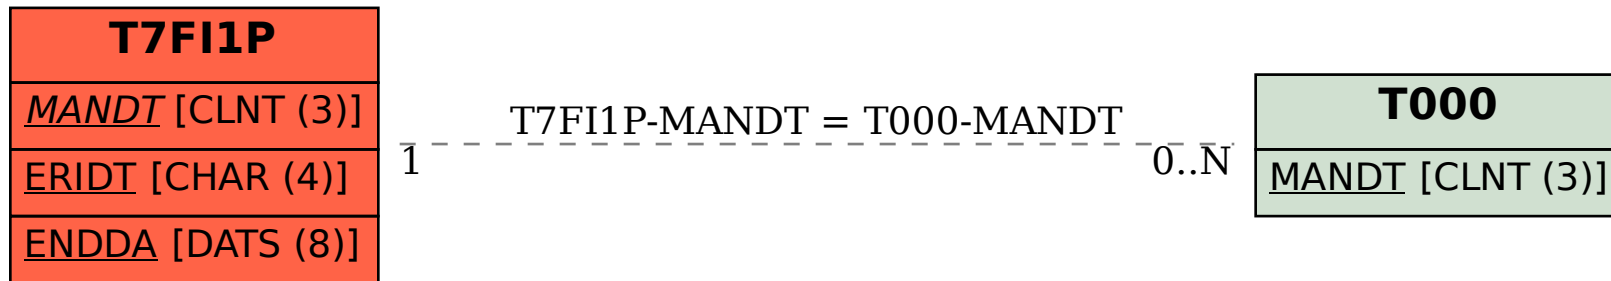 T7FI1P
MANDT [CLNT (3)]
ERIDT [CHAR (4)]
ENDDA [DATS (8)]
T7FI1P-MANDT = T000-MANDT
1
0..N
T000
MANDT [CLNT (3)]